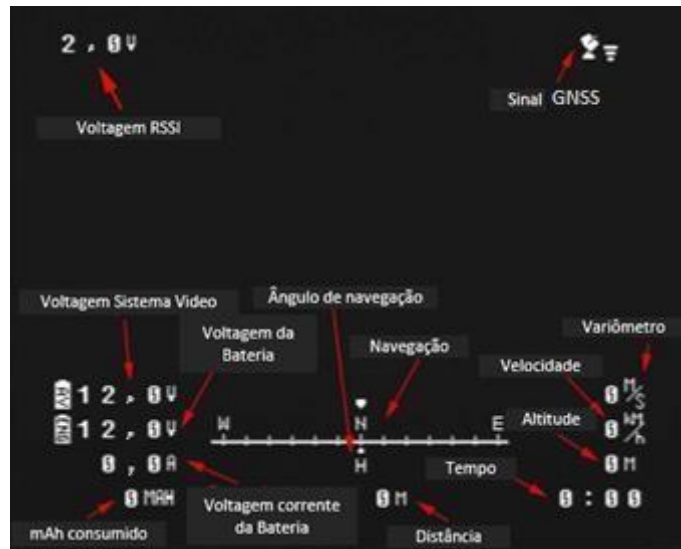 2,0V
Sinal GNSS
Voltagem RSSI
Voltagem Sistema Video
Ângulo de navegação
Voltagem da
Bateria
Navegação
Variômetro
Velocidade
AV 12,0V
0 M/S
ENG 12,0V
W N E
Altitude
0 KM/h
0,0A
H
Tempo
0 M
0 MAH
Voltagem corrente
da Bateria
0 M
0:00
mAh consumido
Distância